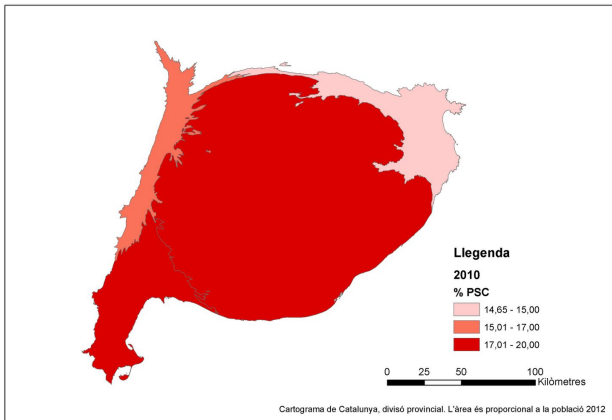 Llegenda
2010
% PSC
14,65 - 15,00
15,01 - 17,00
17,01 - 20,00
0 25 50 100
Kilòmetres
Cartograma de Catalunya, divisó provincial. L'àrea és proporcional a la població 2012